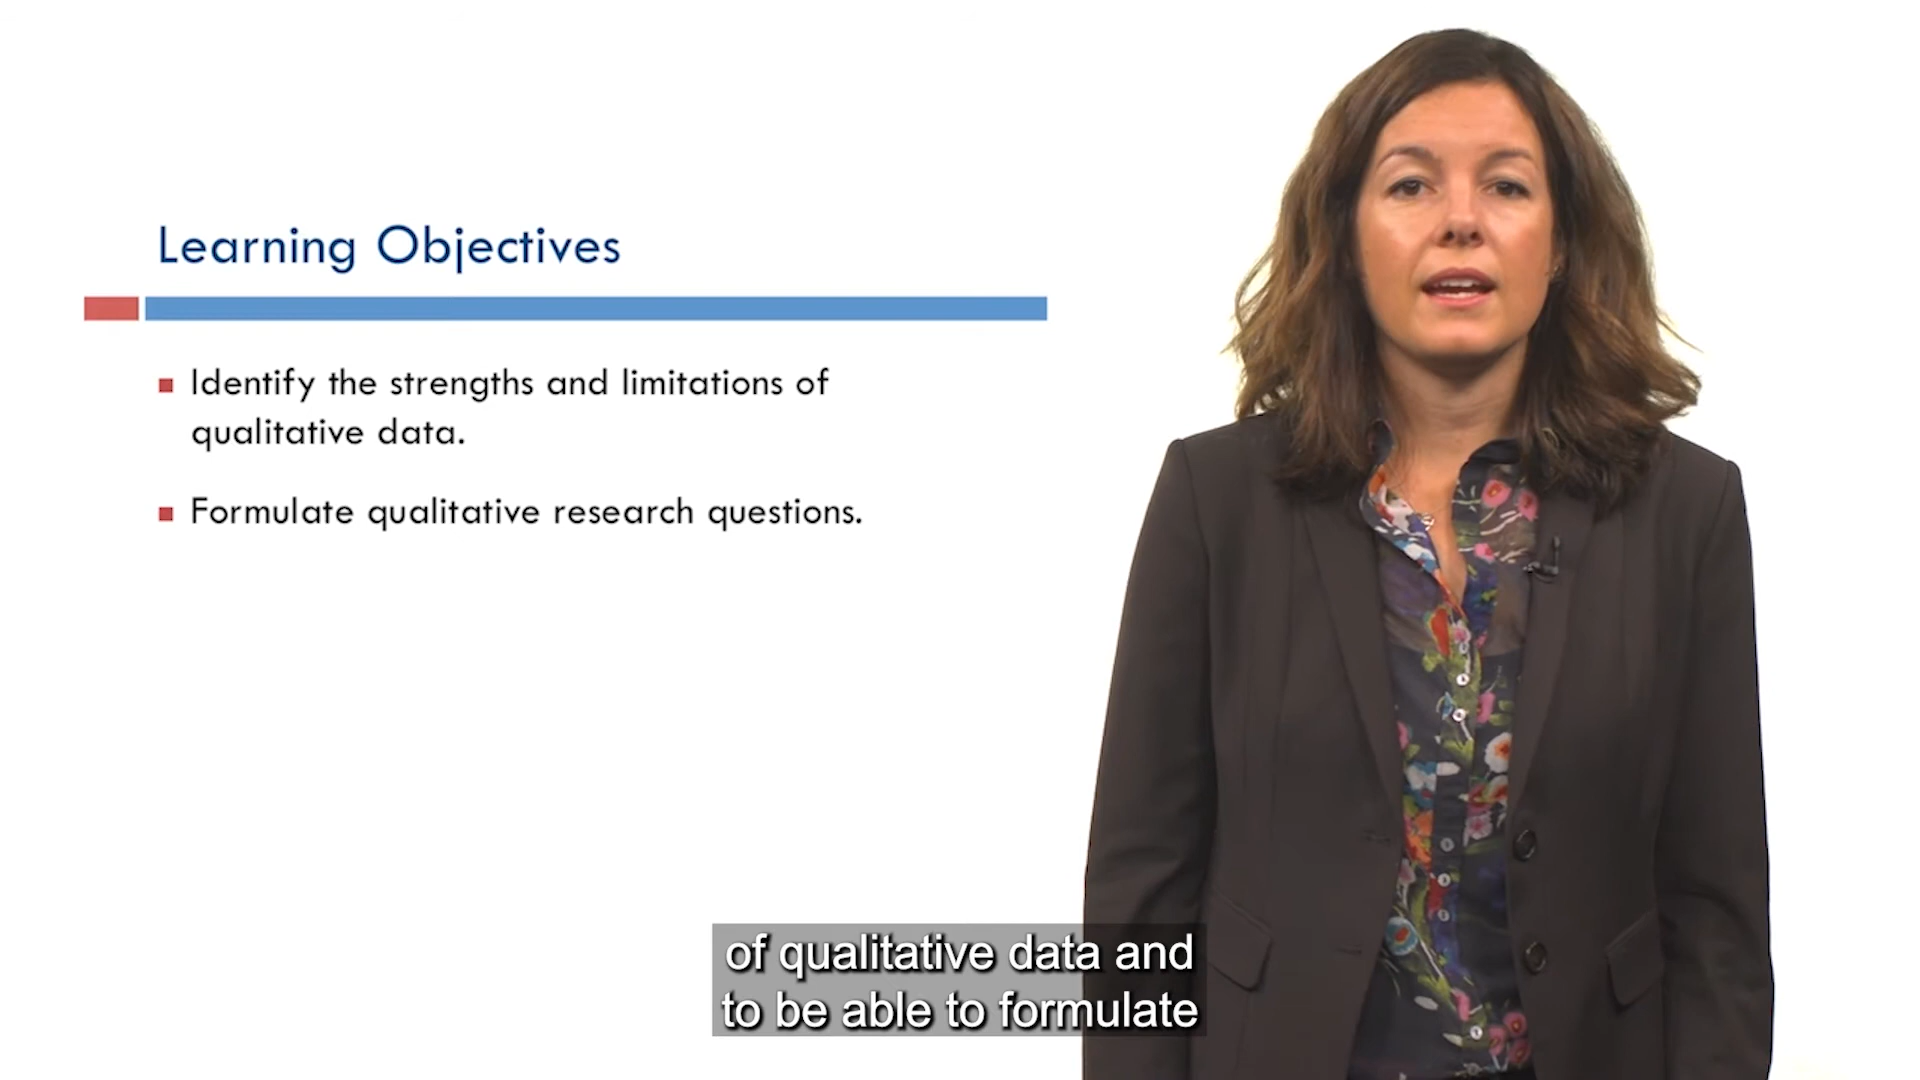 Learning Objectives
Identify the strengths and limitations of
qualitative data.
Formulate qualitative research questions.
of qualitative data and
to be able to formulate